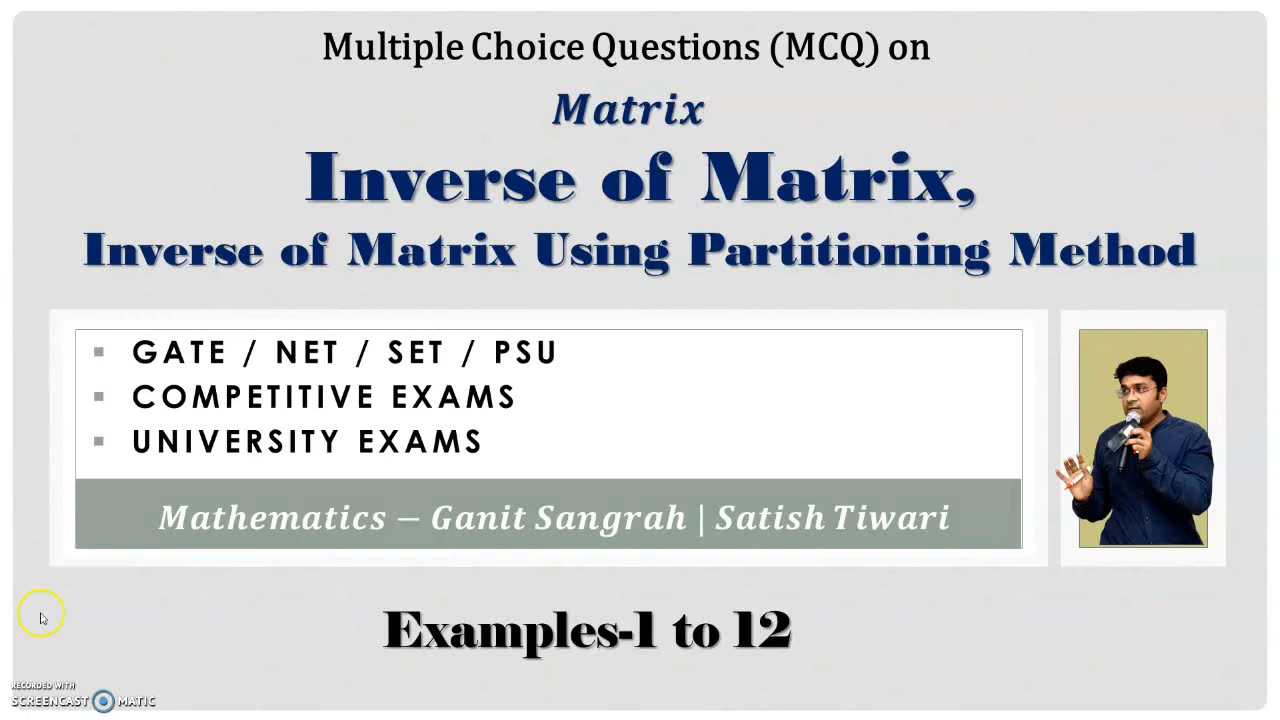 Multiple Choice Questions (MCQ) on
Matrix
Inverse of Matrix,
Inverse of Matrix Using Partitioning Method
▪ GATE / NET / SET / PSU
▪ COMPETITIVE EXAMS
▪ UNIVERSITY EXAMS
Mathematics – Ganit Sangrah | Satish Tiwari
Examples-1 to 12
RECORDED WITH
SCREENCAST MATIC